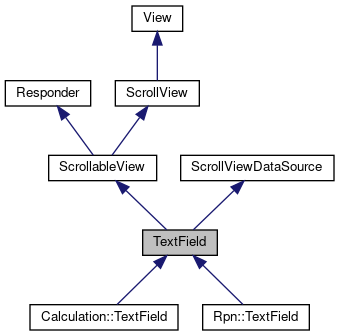 View
Responder
ScrollView
ScrollableView
ScrollViewDataSource
TextField
Calculation::TextField
Rpn::TextField